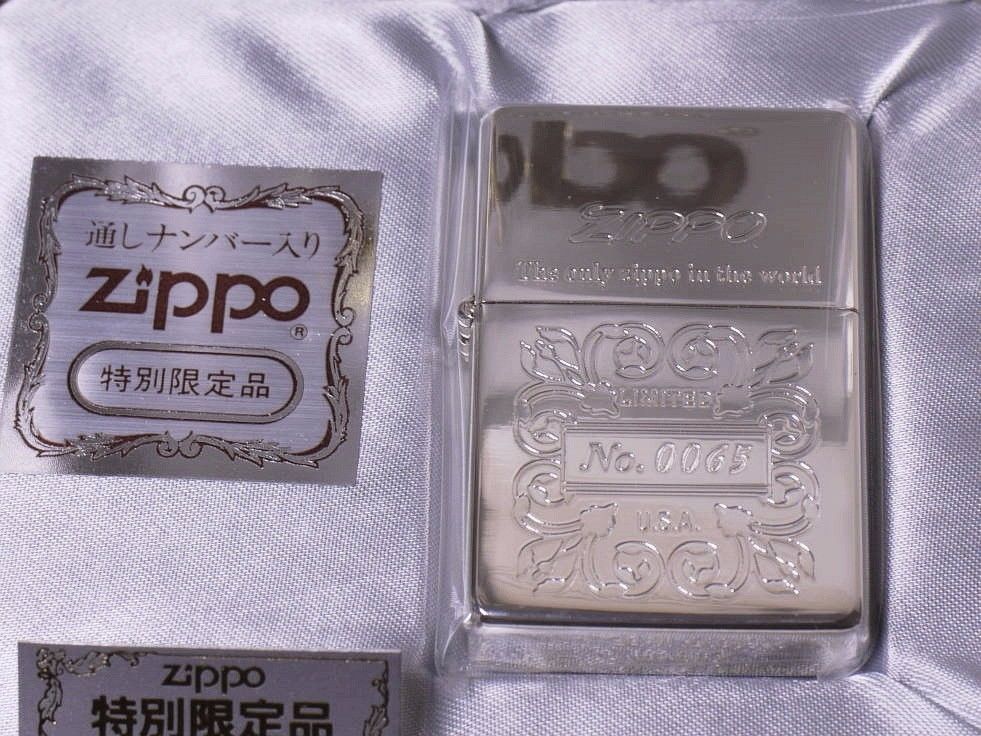 通しナンバー入り
zippo®
特別限定品
zippo
特別限定品
ZIPPO
The only zippo in the world
LIMITED
No. 0065
U.S.A.